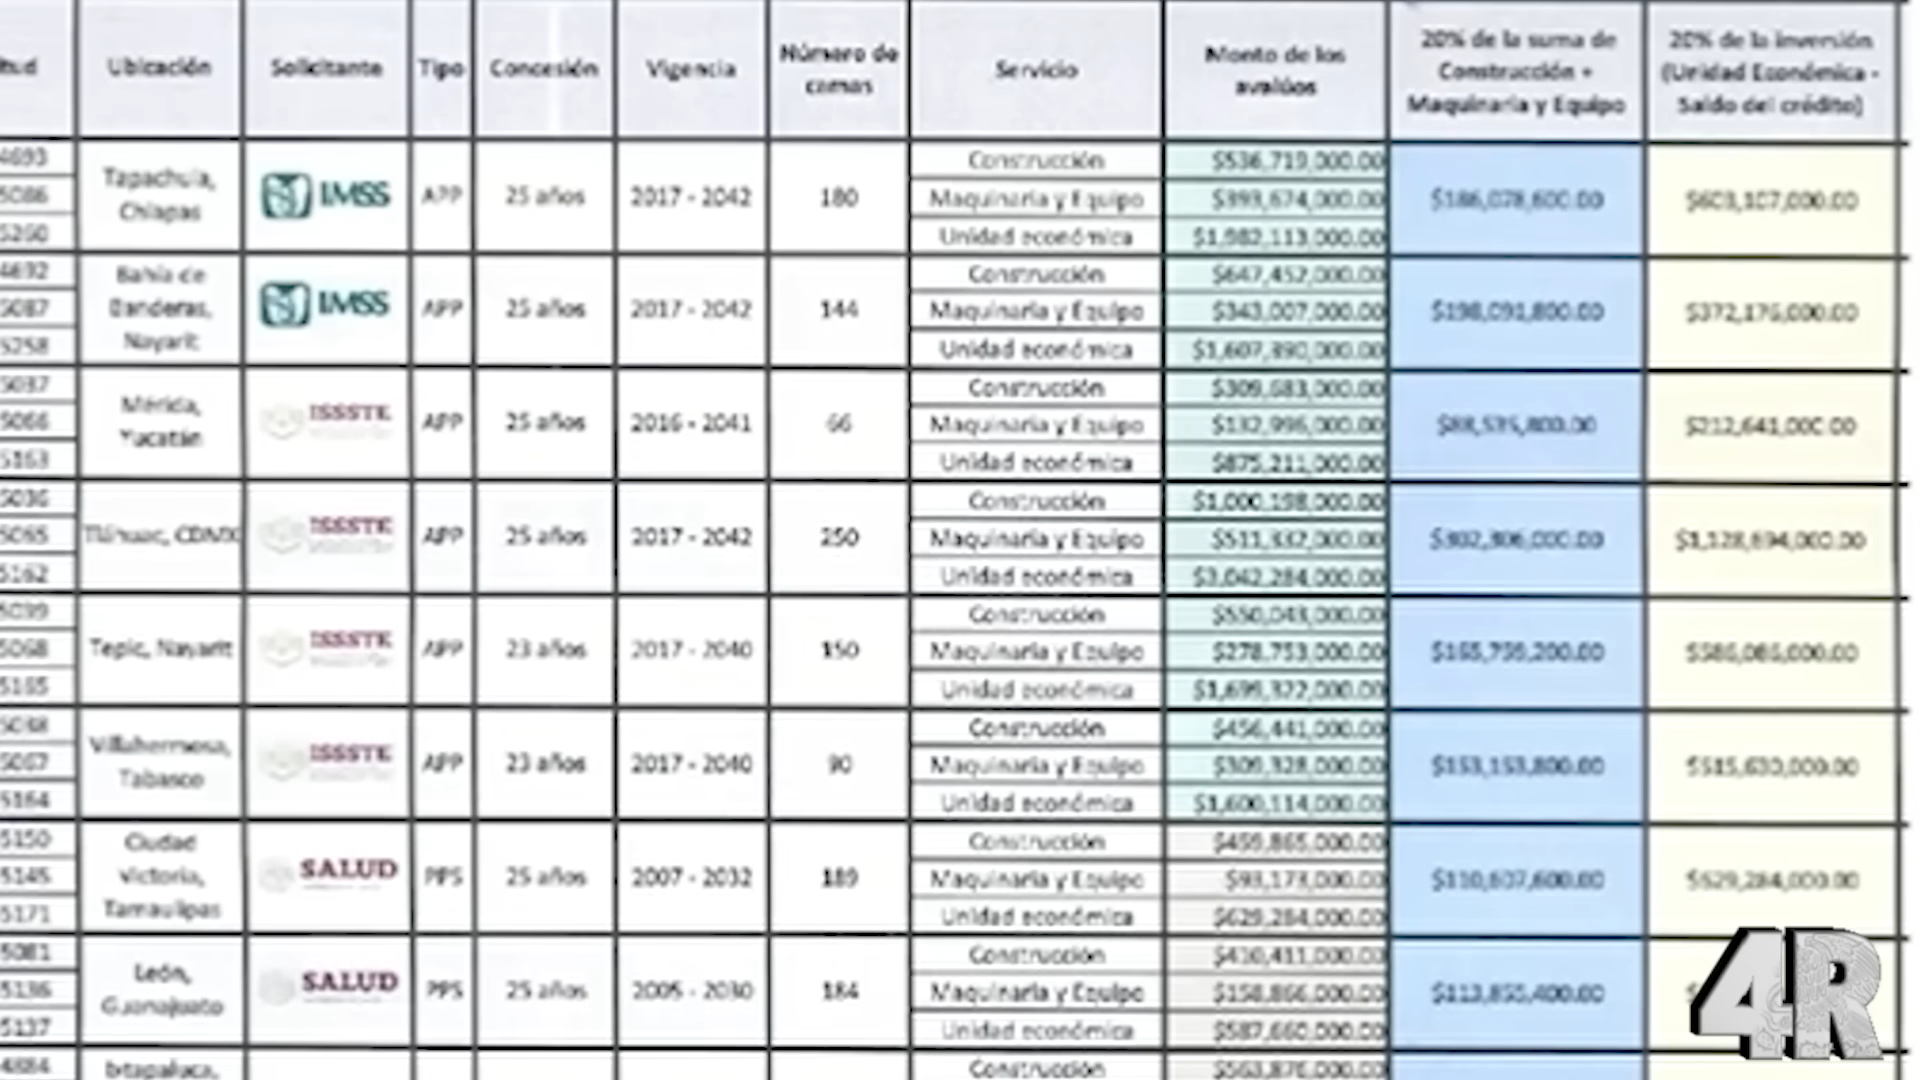 Ubicación
Solicitante
Tipo
Concesión
Vigencia
Número de
camas
Servicio
Monto de los
avalúos
20% de la suma de
Construcción +
Maquinaria y Equipo
20% de la inversión
(Unidad Económica -
Saldo del crédito)
4693
5086
5260
Tapachula,
Chiapas
IMSS
APP
25 años
2017 - 2042
180
Construcción
$536,719,000.00
Maquinaria y Equipo
$393,674,000.00
Unidad económica
$1,982,113,000.00
$186,078,600.00
$603,107,000.00
4692
5087
5258
Bahía de
Banderas,
Nayarit
IMSS
APP
25 años
2017 - 2042
144
Construcción
$647,452,000.00
Maquinaria y Equipo
$343,007,000.00
Unidad económica
$1,607,390,000.00
$198,091,800.00
$372,176,000.00
5037
5066
5163
Mérida,
Yucatán
ISSSTE
APP
25 años
2016 - 2041
66
Construcción
$309,683,000.00
Maquinaria y Equipo
$132,996,000.00
Unidad económica
$875,211,000.00
$88,535,800.00
$212,641,000.00
5036
5065
5162
Tláhuac, CDMX
ISSSTE
APP
25 años
2017 - 2042
250
Construcción
$1,000,198,000.00
Maquinaria y Equipo
$511,332,000.00
Unidad económica
$3,042,284,000.00
$302,306,000.00
$1,128,694,000.00
5039
5068
5165
Tepic, Nayarit
ISSSTE
APP
23 años
2017 - 2040
150
Construcción
$550,043,000.00
Maquinaria y Equipo
$278,753,000.00
Unidad económica
$1,699,372,000.00
$165,759,200.00
$586,086,000.00
5038
5067
5164
Villahermosa,
Tabasco
ISSSTE
APP
23 años
2017 - 2040
90
Construcción
$456,441,000.00
Maquinaria y Equipo
$309,328,000.00
Unidad económica
$1,600,114,000.00
$153,153,800.00
$515,630,000.00
5150
5145
5171
Ciudad
Victoria,
Tamaulipas
SALUD
PPS
25 años
2007 - 2032
189
Construcción
$459,865,000.00
Maquinaria y Equipo
$93,173,000.00
Unidad económica
$629,284,000.00
$110,607,600.00
$629,284,000.00
5081
5136
5137
León,
Guanajuato
SALUD
PPS
25 años
2005 - 2030
184
Construcción
$410,411,000.00
Maquinaria y Equipo
$158,866,000.00
Unidad económica
$587,660,000.00
$113,855,400.00
4884
Ixtapaluca,
Construcción
$563,876,000.00
4R